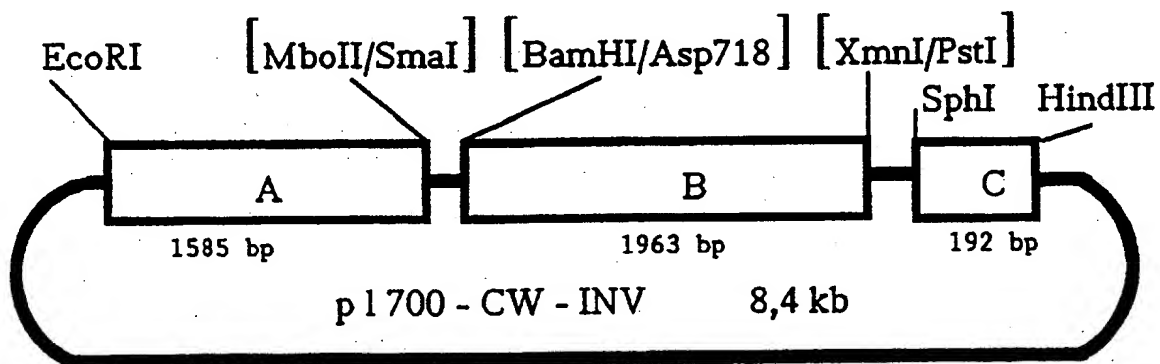 EcoRI [MboII/SmaI] [BamHI/Asp718] [XmnI/PstI]
SphI HindIII
A B C
1585 bp 1963 bp 192 bp
p 1 700 - CW - INV 8,4 kb